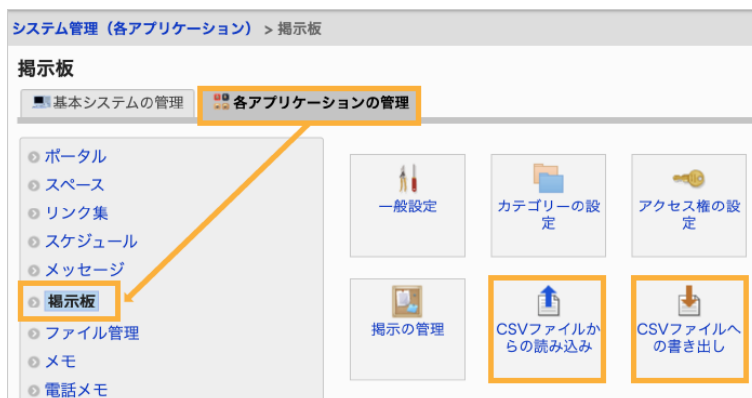 システム管理（各アプリケーション） > 掲示板
掲示板
基本システムの管理
各アプリケーションの管理
ポータル
スペース
リンク集
スケジュール
メッセージ
掲示板
ファイル管理
メモ
電話メモ
一般設定
カテゴリーの設
定
アクセス権の設
定
掲示の管理
CSVファイルか
らの読み込み
CSVファイルへ
の書き出し